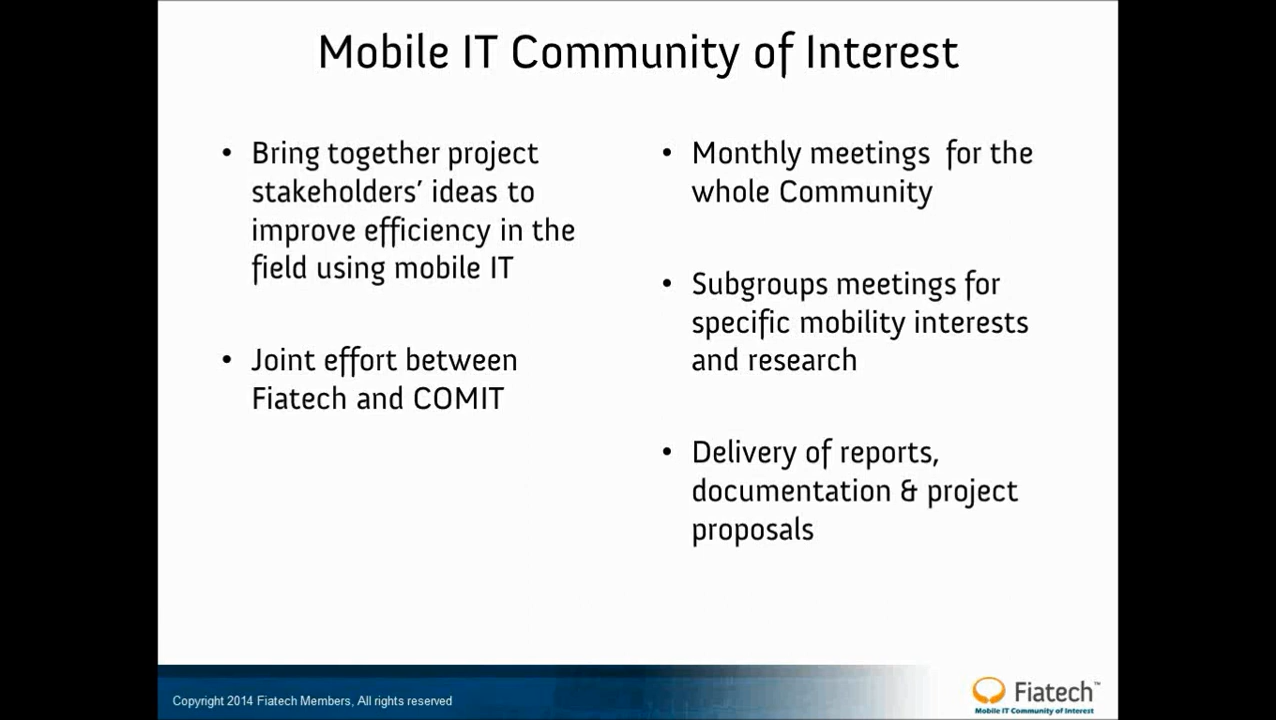 Mobile IT Community of Interest
• Bring together project
stakeholders’ ideas to
improve efficiency in the
field using mobile IT
• Joint effort between
Fiatech and COMIT
• Monthly meetings  for the
whole Community
• Subgroups meetings for
specific mobility interests
and research
• Delivery of reports,
documentation & project
proposals
Copyright 2014 Fiatech Members, All rights reserved
Fiatech™
Mobile IT Community of Interest